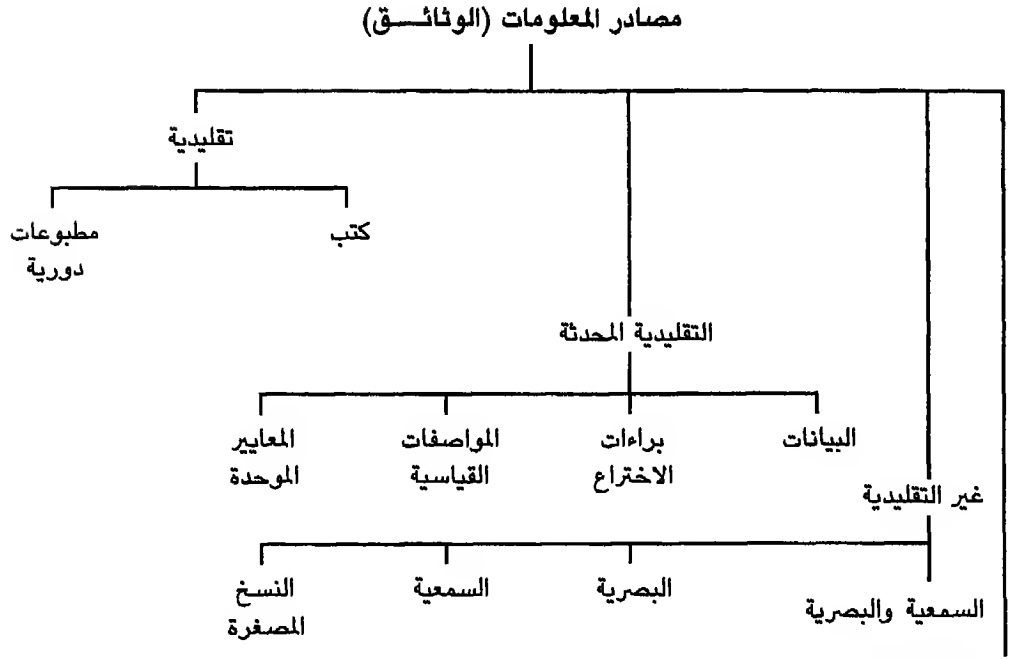 مصادر المعلومات (الوثائــق)
تقليدية
كتب
مطبوعات
دورية
التقليدية المحدثة
البيانات
براءات
الاختراع
المواصفات
القياسية
المعايير
الموحدة
غير التقليدية
السمعية والبصرية
البصرية
السمعية
النسخ
المصغرة